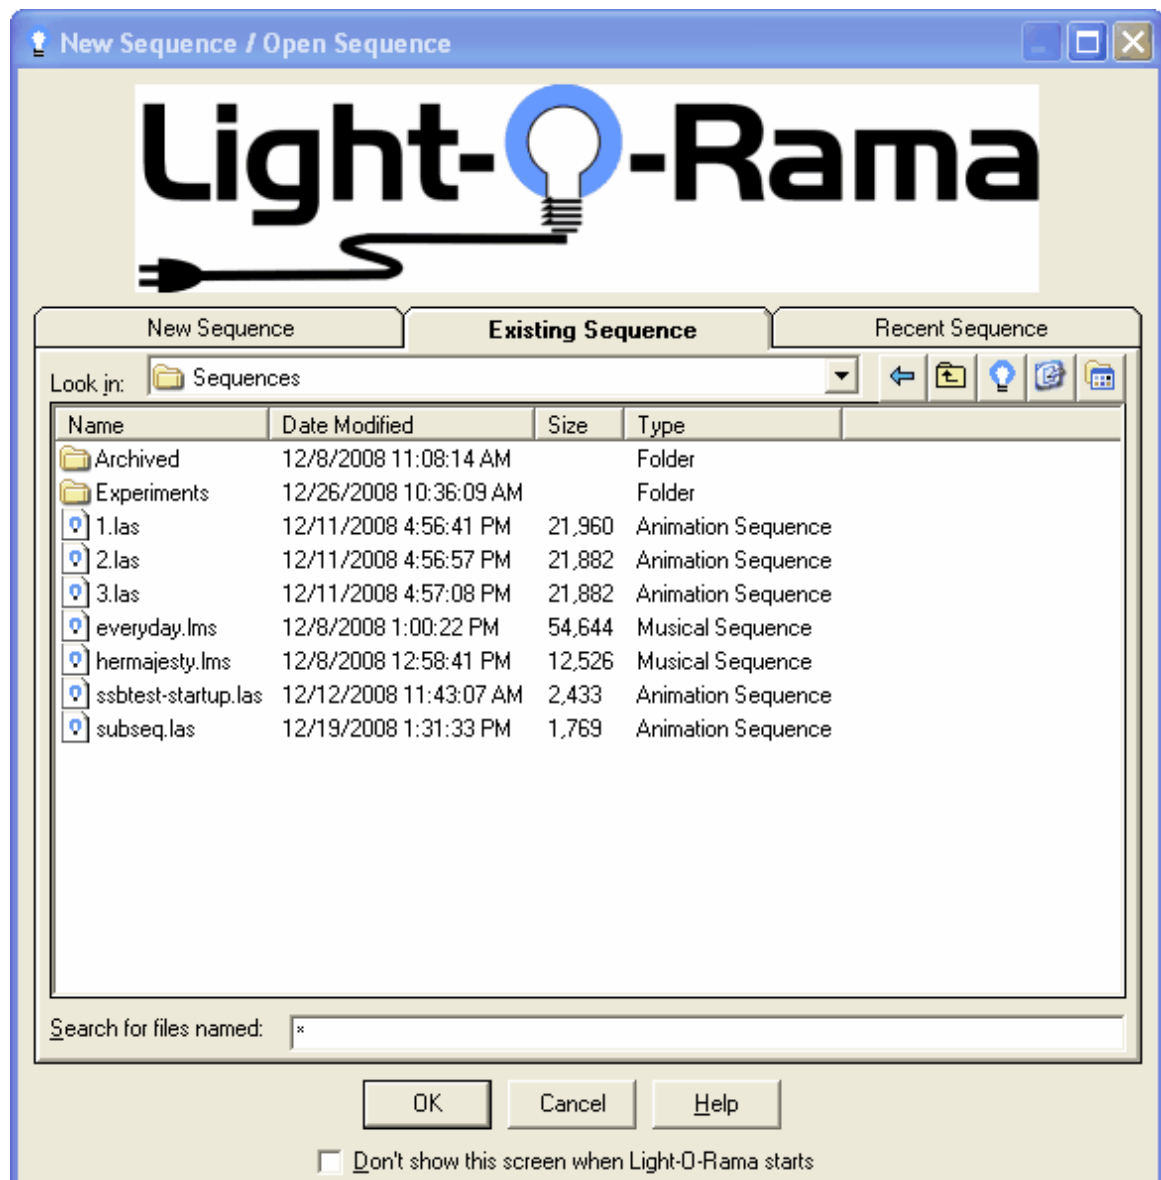 New Sequence / Open Sequence
Light-O-Rama
New Sequence Existing Sequence Recent Sequence
Look in: Sequences
Name Date Modified Size Type
Archived 12/8/2008 11:08:14 AM Folder
Experiments 12/26/2008 10:36:09 AM Folder
1.las 12/11/2008 4:56:41 PM 21,960 Animation Sequence
2.las 12/11/2008 4:56:57 PM 21,882 Animation Sequence
3.las 12/11/2008 4:57:08 PM 21,882 Animation Sequence
everyday.lms 12/8/2008 1:00:22 PM 54,644 Musical Sequence
hermajesty.lms 12/8/2008 12:58:41 PM 12,526 Musical Sequence
ssbtest-startup.las 12/12/2008 11:43:07 AM 2,433 Animation Sequence
subseq.las 12/19/2008 1:31:33 PM 1,769 Animation Sequence
Search for files named: *
OK Cancel Help
Don't show this screen when Light-O-Rama starts